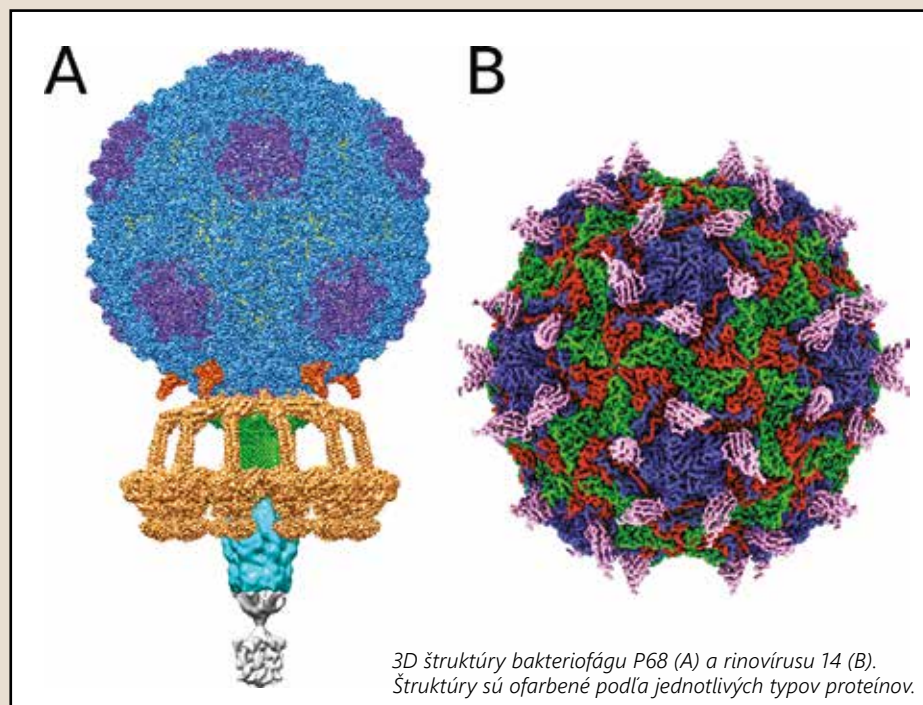 A
B
3D štruktúry bakteriofágu P68 (A) a rinovírusu 14 (B).
Štruktúry sú ofarbené podľa jednotlivých typov proteínov.